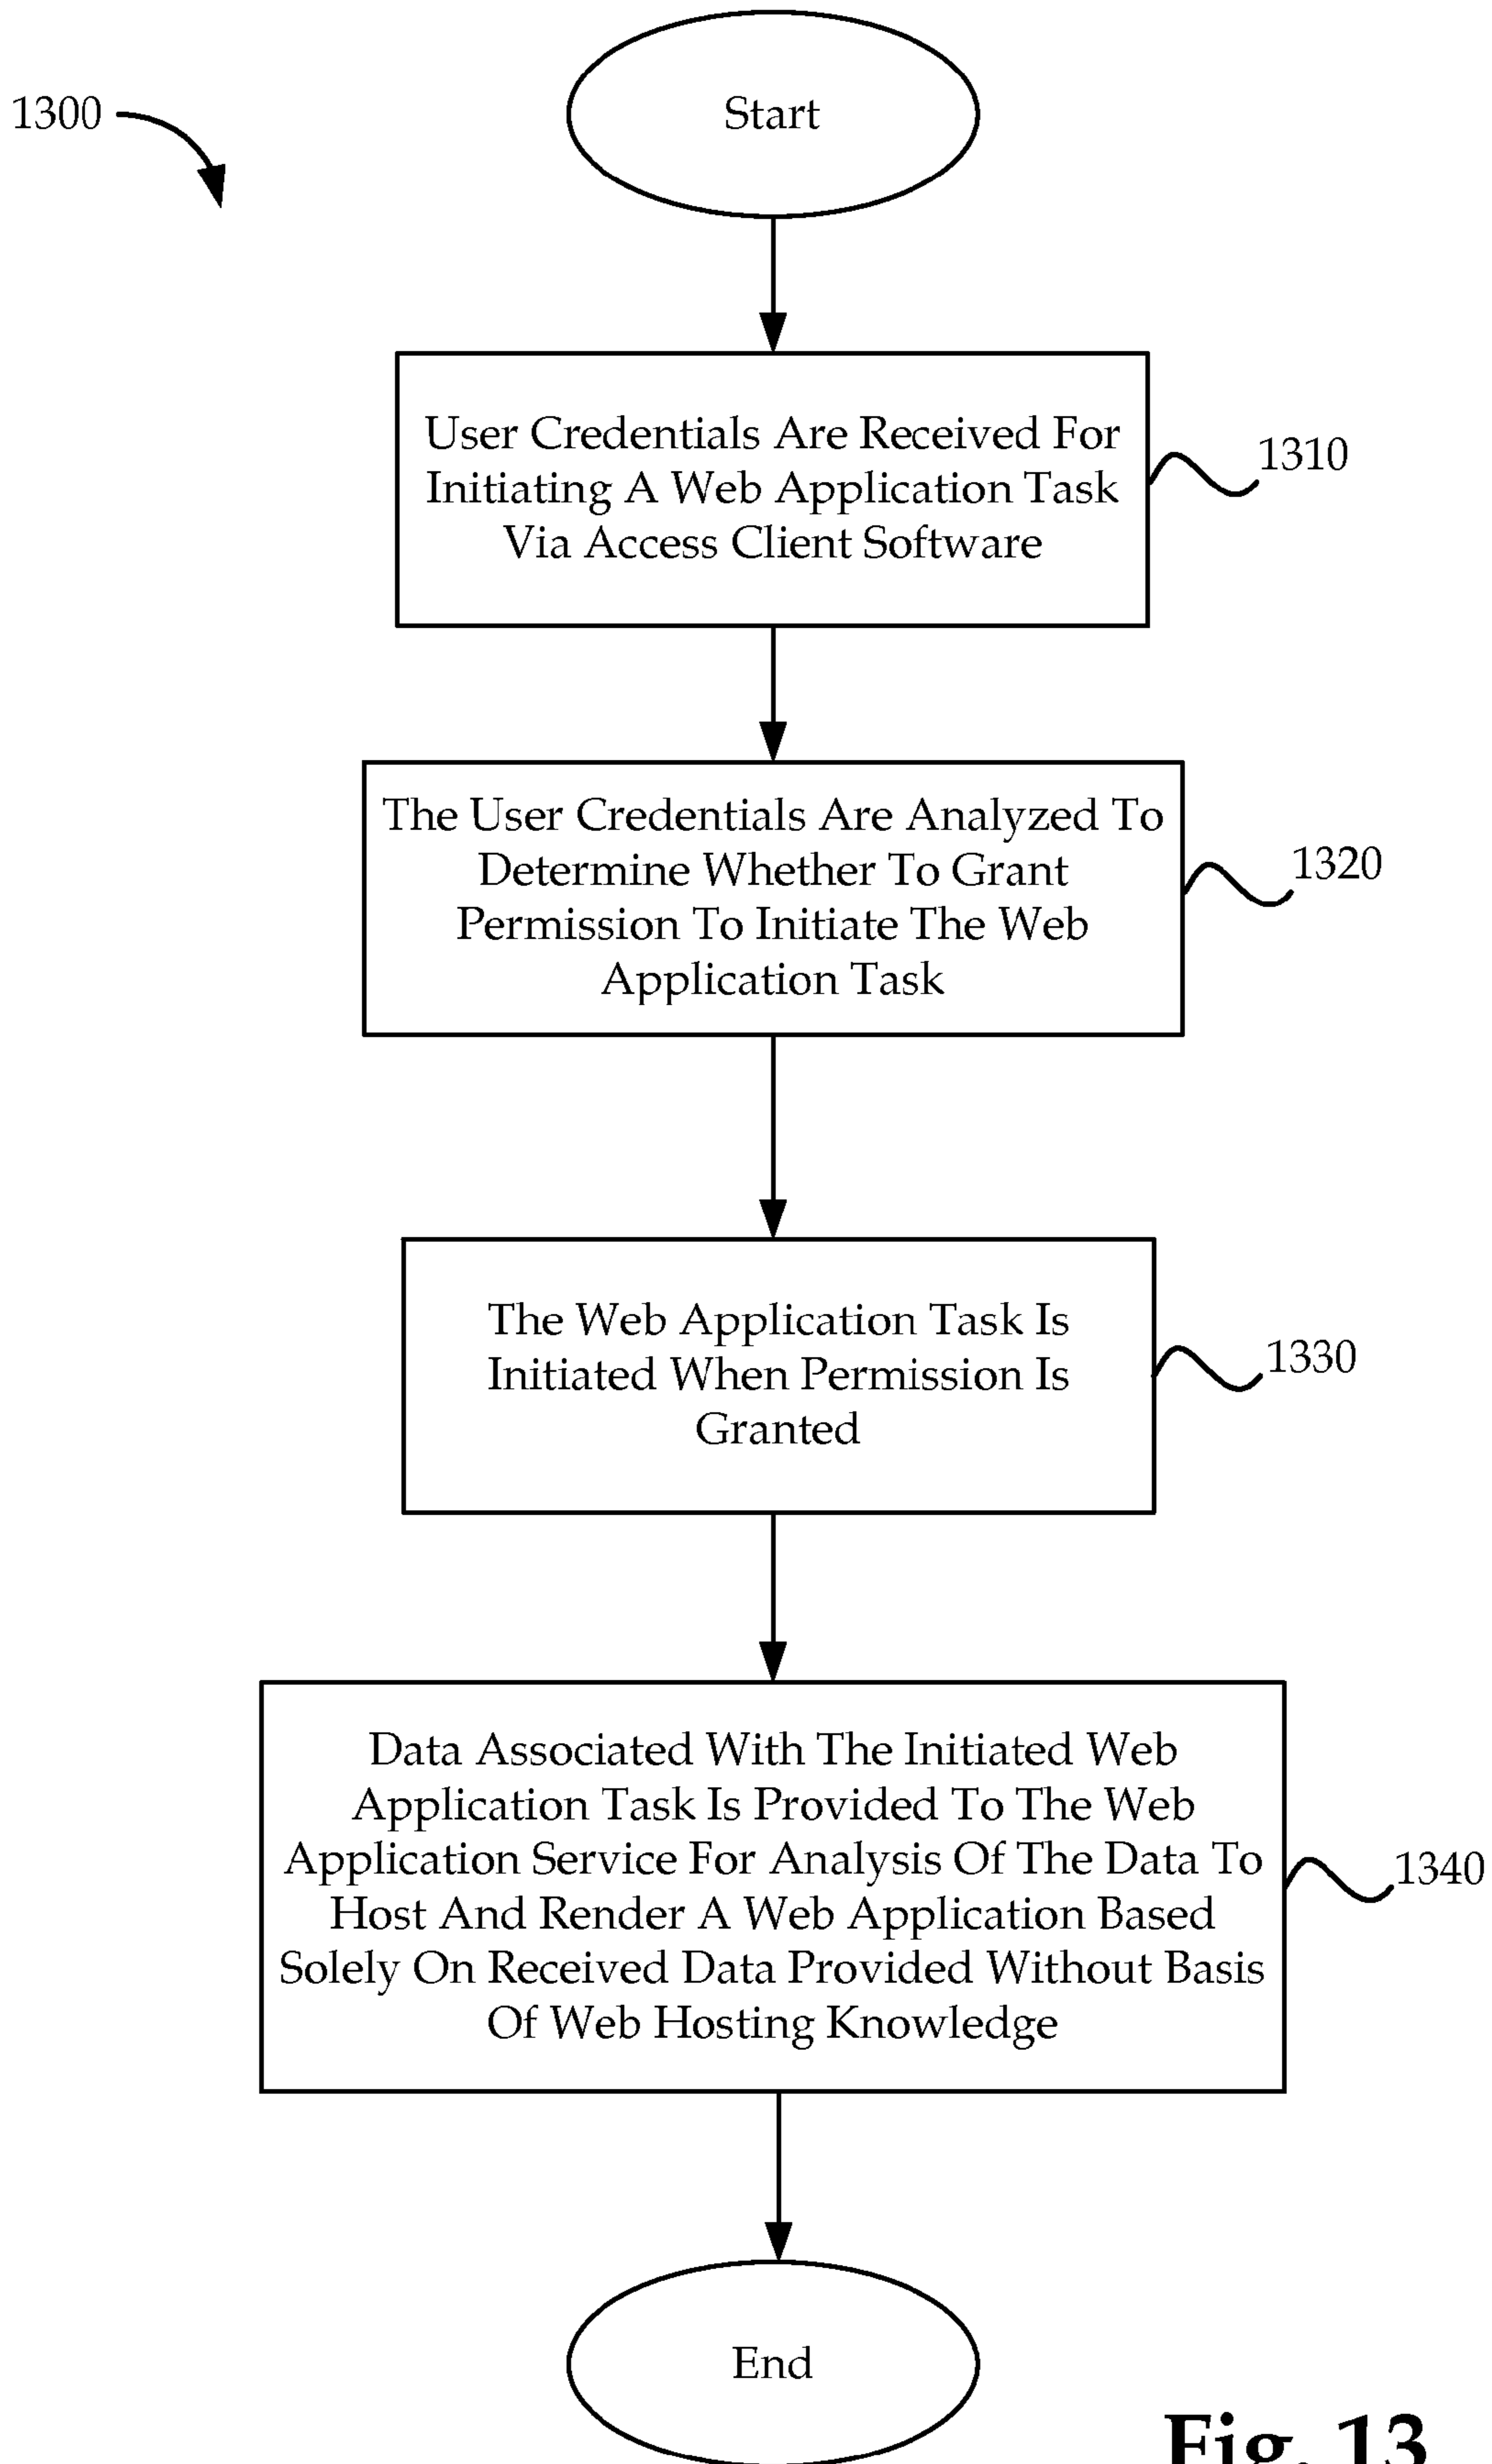 Start
1300
User Credentials Are Received For
Initiating A Web Application Task
Via Access Client Software
1310
The User Credentials Are Analyzed To
Determine Whether To Grant
Permission To Initiate The Web
Application Task
1320
The Web Application Task Is
Initiated When Permission Is
Granted
1330
Data Associated With The Initiated Web
Application Task Is Provided To The Web
Application Service For Analysis Of The Data To
Host And Render A Web Application Based
Solely On Received Data Provided Without Basis
Of Web Hosting Knowledge
1340
End
Fig. 13